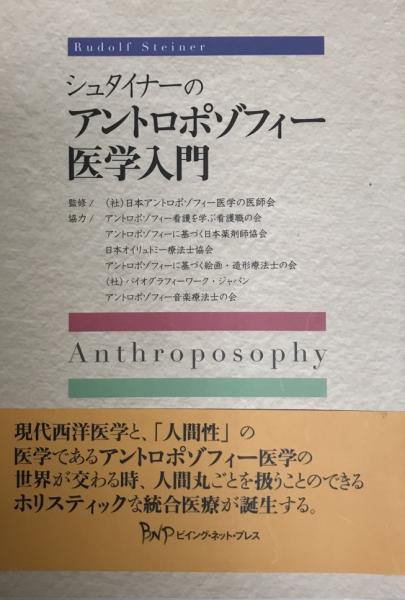 Rudolf Steiner
シュタイナーの
アントロポゾフィー
医学入門
監修/ (社)日本アントロポゾフィー医学の医師会
協力/ アントロポゾフィー看護を学ぶ看護職の会
アントロポゾフィーに基づく日本薬剤師協会
日本オイリュトミー療法士協会
アントロポゾフィーに基づく絵画・造形療法士の会
(社)バイオグラフィーワーク・ジャパン
アントロポゾフィー音楽療法士の会
Anthroposophy
現代西洋医学と、「人間性」の
医学であるアントロポゾフィー医学の
世界が交わる時、人間丸ごとを扱うことのできる
ホリスティックな統合医療が誕生する。
BNP ビイング・ネット・プレス